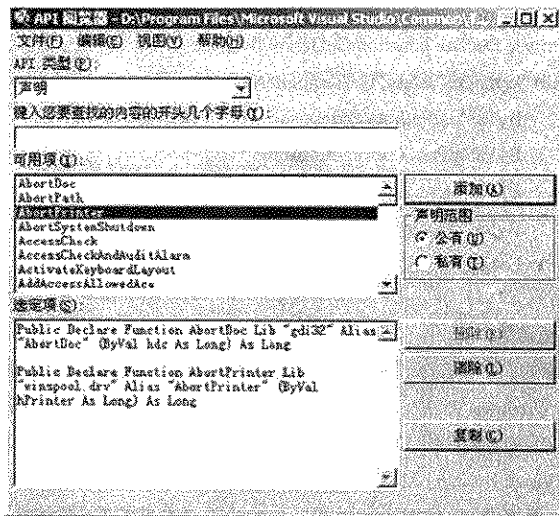 API 浏览器 - D:\Program Files\Microsoft Visual Studio\Common\T
文件(F) 编辑(E) 视图(V) 帮助(H)
API 类型(P):
声明
键入您要查找的内容的开头几个字母(Y):
可用项(I):
AbortDoc
AbortPath
AbortPrinter
AbortSystemShutdown
AccessCheck
AccessCheckAndAuditAlarm
ActivateKeyboardLayout
AddAccessAllowedAce
添加(A)
声明范围
公有(U)
私有(I)
选定项(S):
Public Declare Function AbortDoc Lib "gdi32" Alias
"AbortDoc" (ByVal hdc As Long) As Long
Public Declare Function AbortPrinter Lib
"winspool.drv" Alias "AbortPrinter" (ByVal
hPrinter As Long) As Long
清除(L)
复制(C)